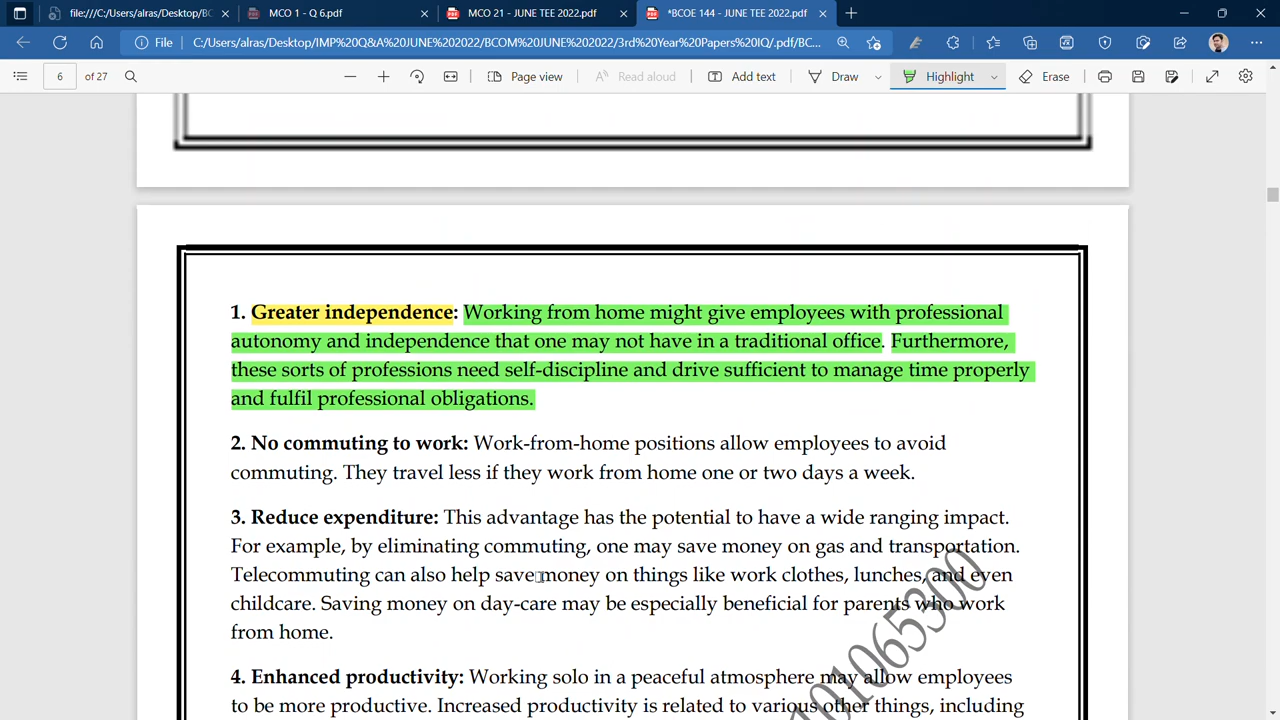 file:///C:/Users/alras/Desktop/BC
MCO 1 - Q 6.pdf
MCO 21 - JUNE TEE 2022.pdf
*BCOE 144 - JUNE TEE 2022.pdf
File
C:/Users/alras/Desktop/IMP%20Q&A%20JUNE%202022/BCOM%20JUNE%202022/3rd%20Year%20Papers%20IQ/.pdf/BC...
6 of 27
Page view
Read aloud
Add text
Draw
Highlight
Erase
1. Greater independence: Working from home might give employees with professional
autonomy and independence that one may not have in a traditional office. Furthermore,
these sorts of professions need self-discipline and drive sufficient to manage time properly
and fulfil professional obligations.
2. No commuting to work: Work-from-home positions allow employees to avoid
commuting. They travel less if they work from home one or two days a week.
3. Reduce expenditure: This advantage has the potential to have a wide ranging impact.
For example, by eliminating commuting, one may save money on gas and transportation.
Telecommuting can also help save money on things like work clothes, lunches, and even
childcare. Saving money on day-care may be especially beneficial for parents who work
from home.
4. Enhanced productivity: Working solo in a peaceful atmosphere may allow employees
to be more productive. Increased productivity is related to various other things, including